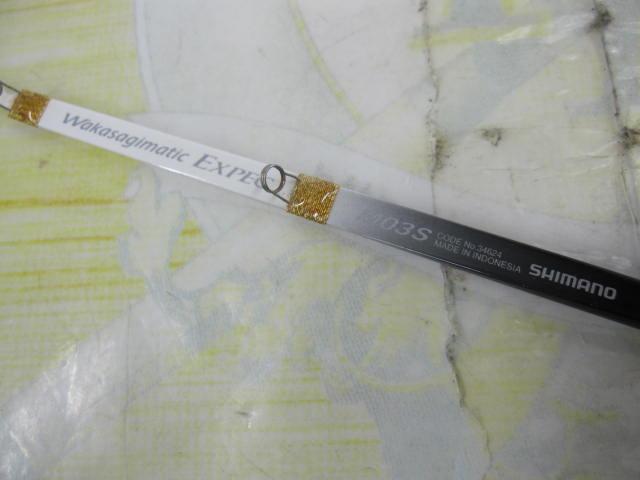 Wakasagimatic
CODE No.34624
MADE IN INDONESIA
SHIMANO